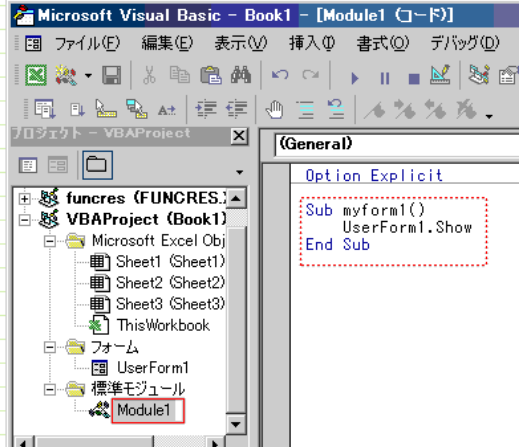 Microsoft Visual Basic - Book1 - [Module1 (コード)]
ファイル(F) 編集(E) 表示(V) 挿入(I) 書式(O) デバッグ(D)
プロジェクト - VBAProject
(General)
funcres (FUNCRES.
VBAProject (Book1)
Microsoft Excel Obj
Sheet1 (Sheet1)
Sheet2 (Sheet2)
Sheet3 (Sheet3)
ThisWorkbook
フォーム
UserForm1
標準モジュール
Module1
Option Explicit
Sub myform1()
UserForm1.Show
End Sub